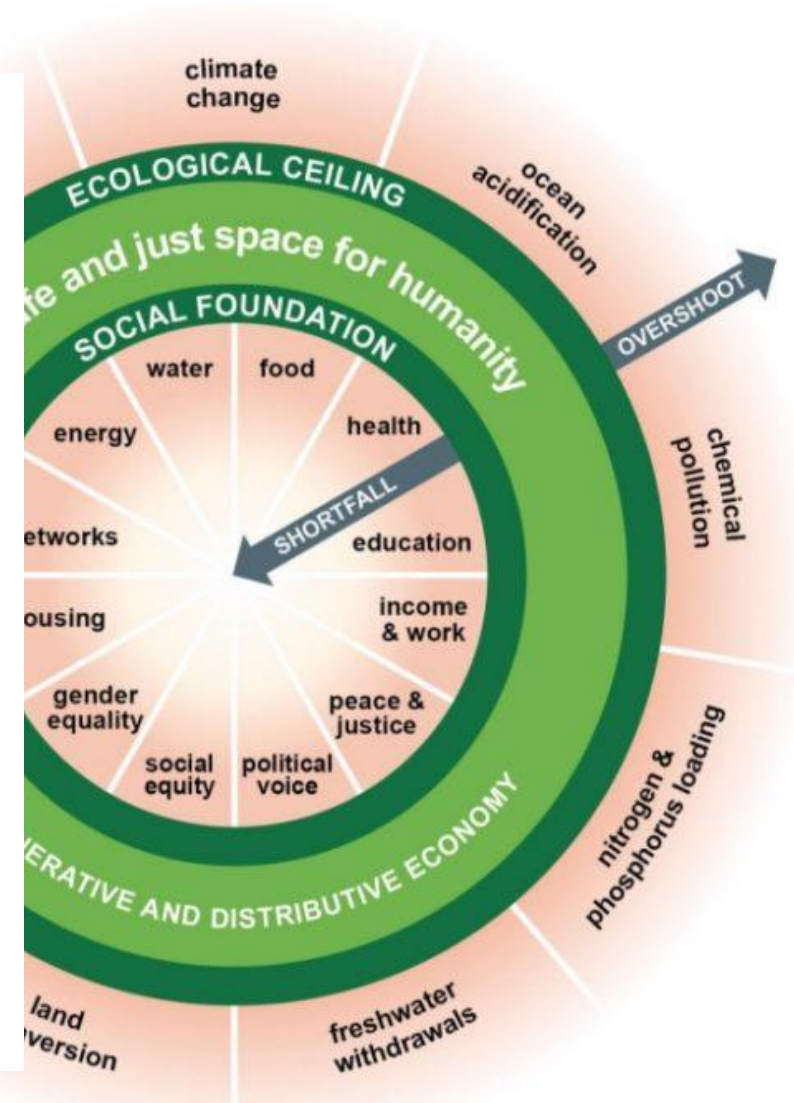 climate
change
ECOLOGICAL CEILING
ocean
acidification
OVERSHOOT
fe and just space for humanity
SOCIAL FOUNDATION
water
food
energy
health
SHORTFALL
etworks
education
chemical
pollution
ousing
income
& work
gender
equality
peace &
justice
social
equity
political
voice
nitrogen &
phosphorus loading
ERATIVE AND DISTRIBUTIVE ECONOMY
land
version
freshwater
withdrawals